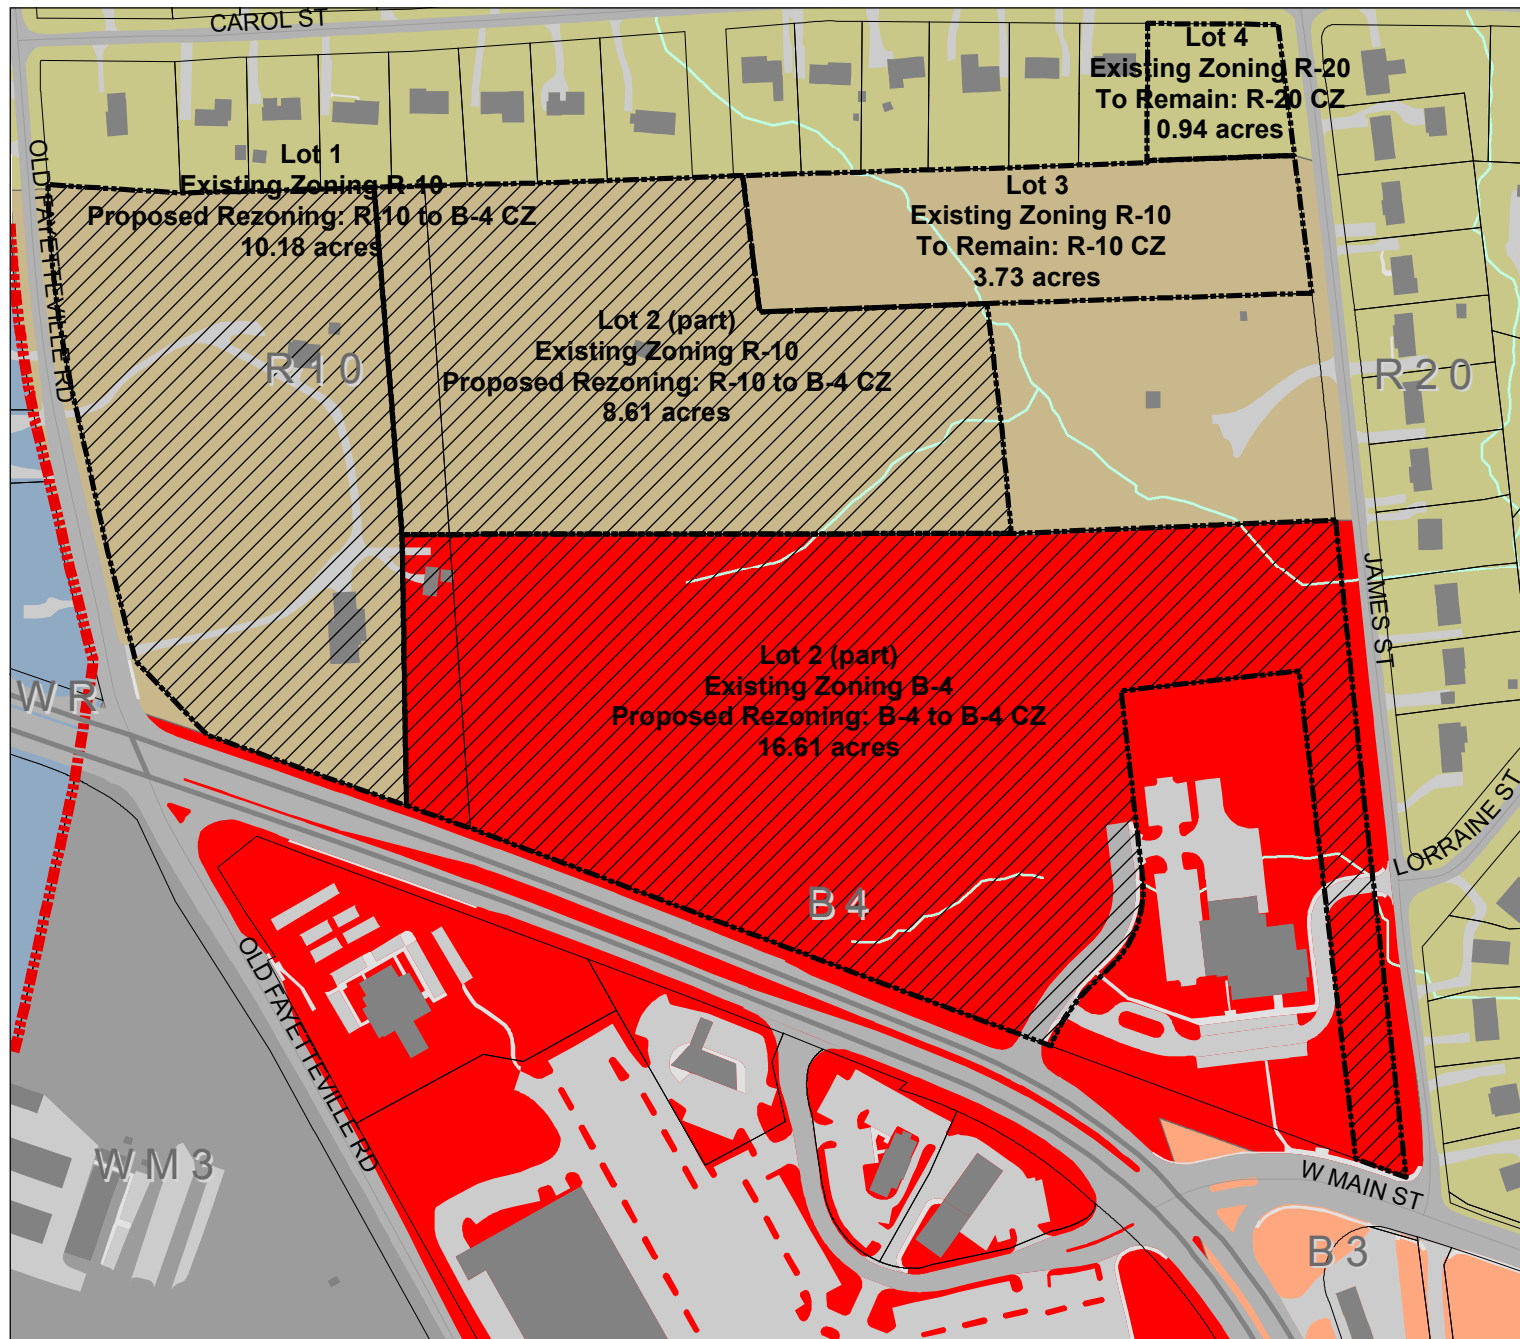 CAROL ST
Lot 4
Existing Zoning R-20
To Remain: R-20 CZ
0.94 acres
OLD FAYETTEVILLE RD
Lot 1
Existing Zoning R-10
Proposed Rezoning: R-10 to B-4 CZ
10.18 acres
Lot 3
Existing Zoning R-10
To Remain: R-10 CZ
3.73 acres
Lot 2 (part)
Existing Zoning R-10
Proposed Rezoning: R-10 to B-4 CZ
8.61 acres
R 10
R 20
JAMES ST
Lot 2 (part)
Existing Zoning B-4
Proposed Rezoning: B-4 to B-4 CZ
16.61 acres
W R
LORRAINE ST
B 4
OLD FAYETTEVILLE RD
W M 3
W MAIN ST
B 3